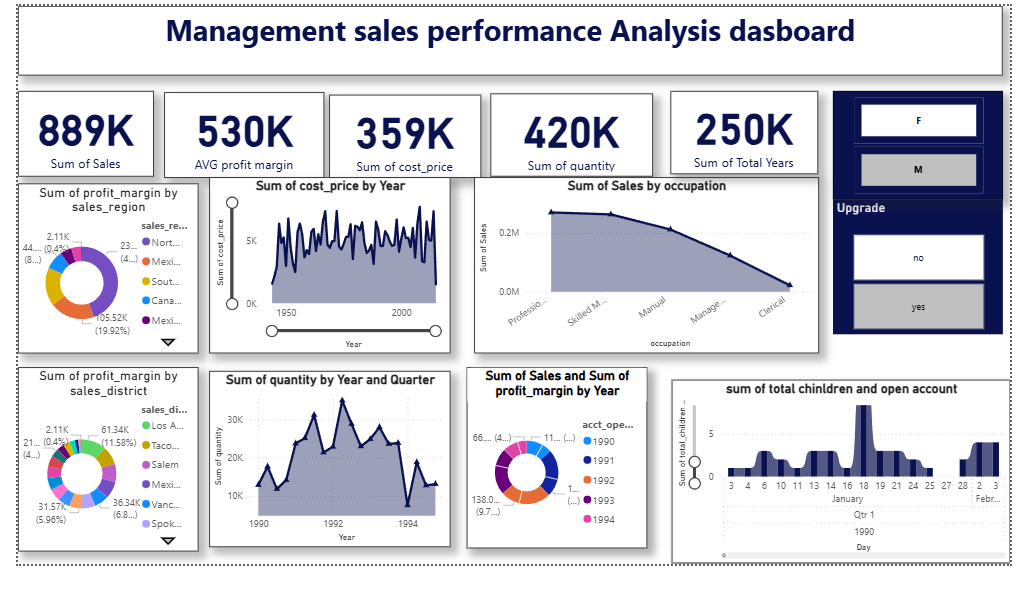 Management sales performance Analysis dasboard
889K
Sum of Sales
530K
AVG profit margin
359K
Sum of cost_price
420K
Sum of quantity
250K
Sum of Total Years
F
M
Upgrade
no
yes
Sum of profit_margin by
sales_region
2.11K
(0.4%)
44....
(8...)
23...
(4...)
105.52K
(19.92%)
sales_re...
Nort...
Mexi...
Sout...
Cana...
Mexi...
Sum of cost_price by Year
Sum of cost_price
5K
0K
1950
2000
Year
Sum of Sales by occupation
Sum of Sales
0.2M
0.0M
Professio...
Skilled M...
Manual
Manage...
Clerical
occupation
Sum of profit_margin by
sales_district
2.11K
(0.4%)
21...
(4...)
61.34K
(11.58%)
36.34K
(6.8...)
31.57K
(5.96%)
sales_di...
Los A...
Taco...
Salem
Mexi...
Vanc...
Spok...
Sum of quantity by Year and Quarter
Sum of quantity
30K
20K
10K
1990
1992
1994
Year
Sum of Sales and Sum of
profit_margin by Year
66.... (4...)
11... (...)
1...
(...)
138.0...
(9.7...)
acct_ope...
1990
1991
1992
1993
1994
sum of total chinldren and open account
Sum of total_children ...
5
0
3 4 6 10 11 13 14 16 18 19 21 24 25 27 28 2 3
January Febr...
Qtr 1
1990
Day